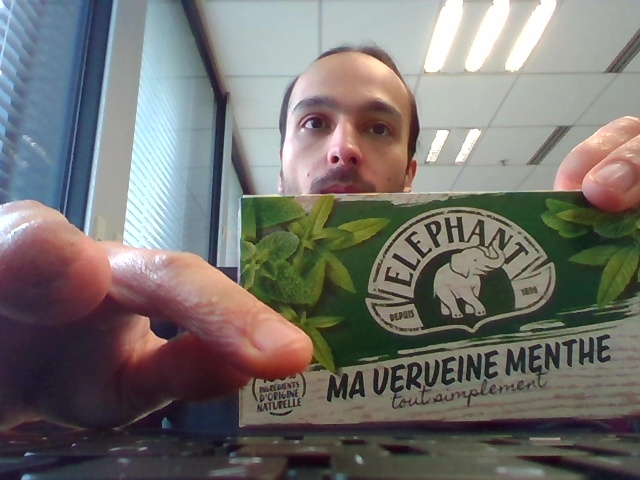 ELEPHANT
DEPUIS 1896
MA VERVEINE MENTHE
tout simplement
INGRÉDIENTS
D'ORIGINE
NATURELLE